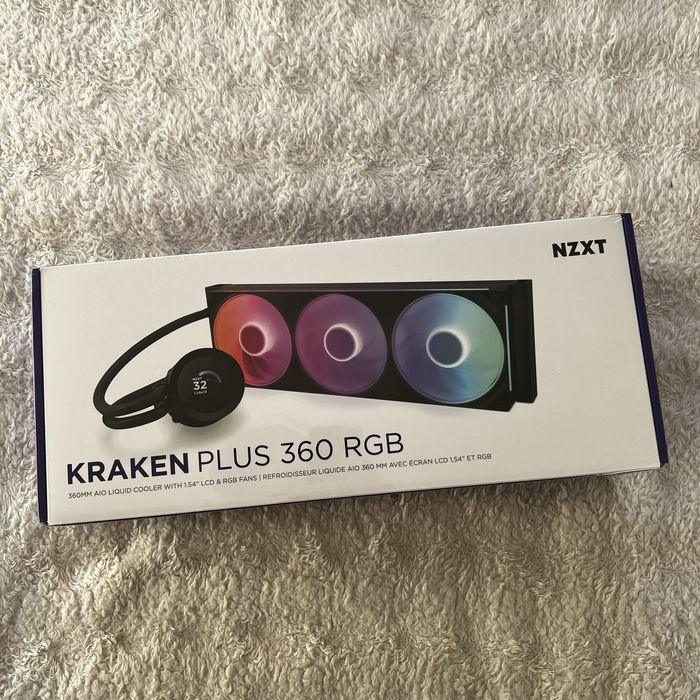 NZXT
NZXT
32
Liquid
KRAKEN PLUS 360 RGB
360MM AIO LIQUID COOLER WITH 1.54" LCD & RGB FANS | REFROIDISSEUR LIQUIDE AIO 360 MM AVEC ÉCRAN LCD 1,54" ET RGB